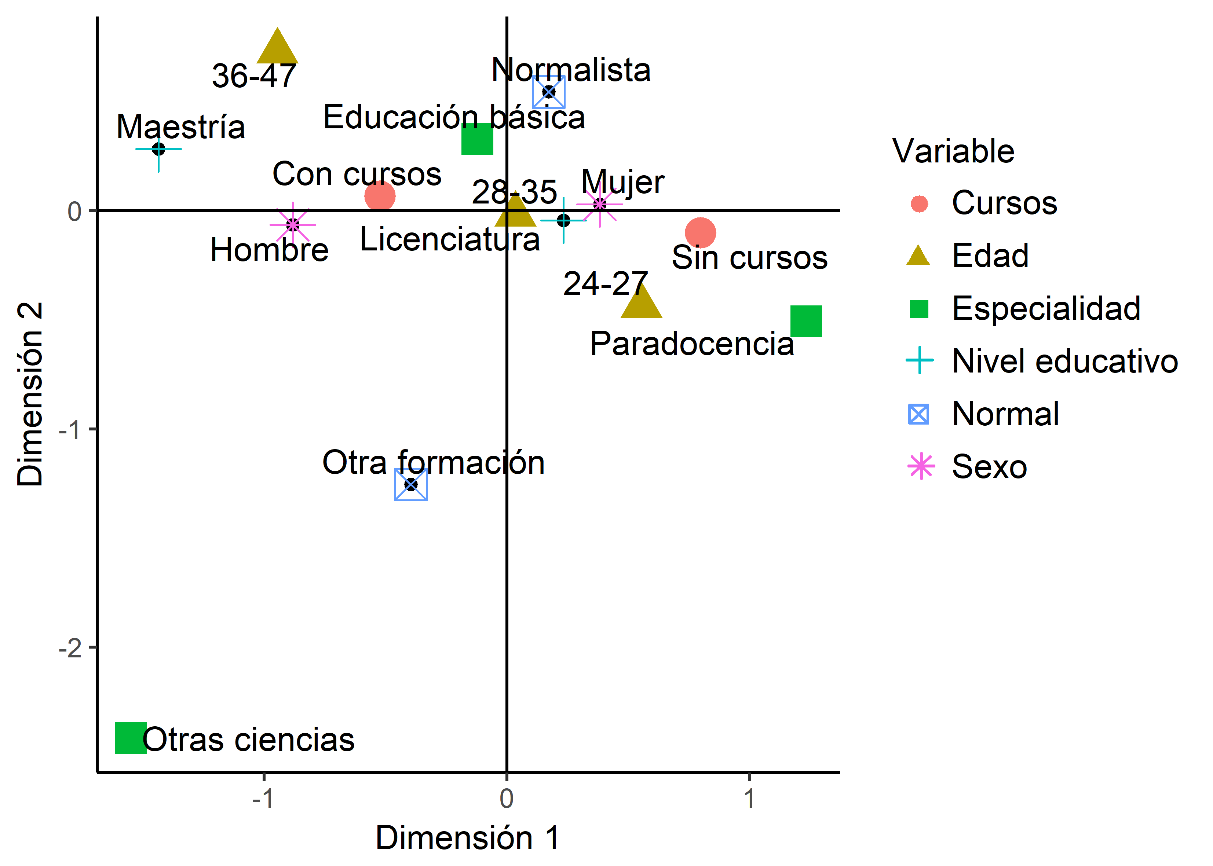 36-47
Normalista
Maestría
Educación básica
Con cursos
28-35
Mujer
Hombre
Licenciatura
Sin cursos
24-27
Paradocencia
Otra formación
Otras ciencias
0
-1
-2
-1
0
1
Dimensión 1
Dimensión 2
Variable
Cursos
Edad
Especialidad
Nivel educativo
Normal
Sexo